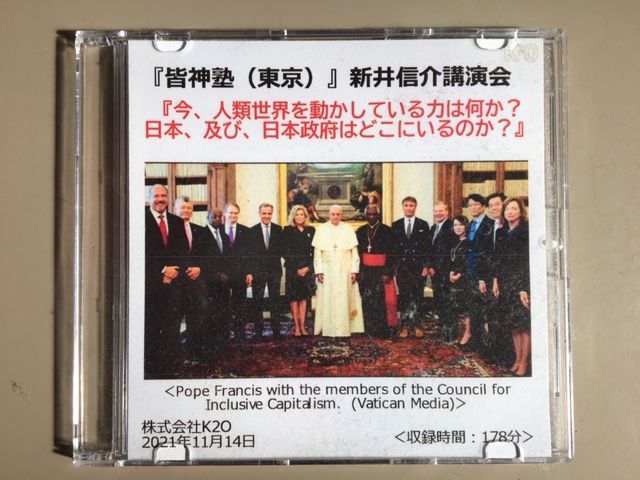 K2O
『皆神塾（東京）』新井信介講演会
『今、人類世界を動かしている力は何か？
日本、及び、日本政府はどこにいるのか？』
<Pope Francis with the members of the Council for
Inclusive Capitalism. (Vatican Media)>
株式会社K2O
2021年11月14日
<収録時間：178分>